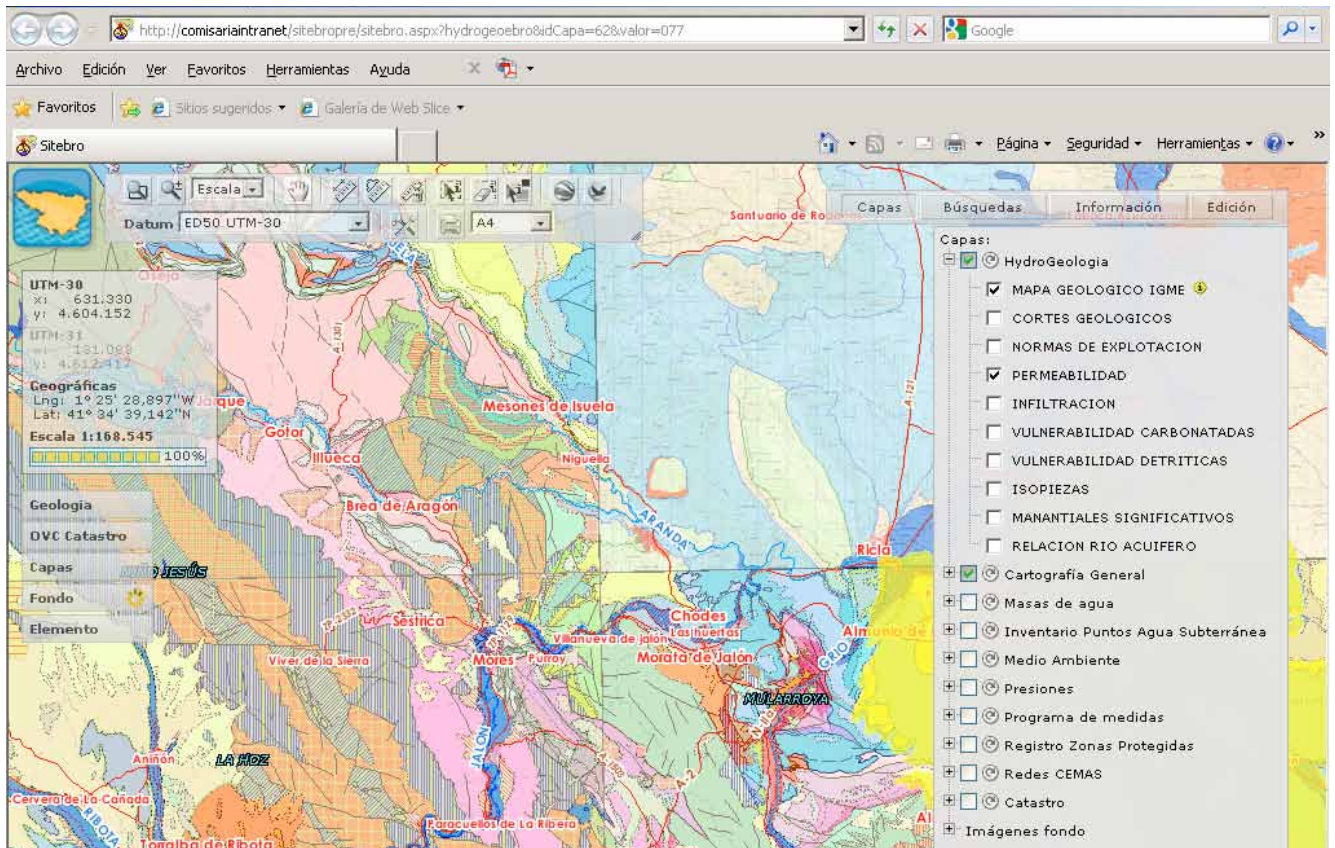 http://comisariaintranet/sitebropre/sitebro.aspx?hydrogeoebro&idCapa=62&valor=077
Google
Archivo Edición Ver Favoritos Herramientas Ayuda
Favoritos Sitios sugeridos Galería de Web Slice
Sitebro
Página Seguridad Herramientas
Escala
Datum ED50 UTM-30 A4
Capas Búsquedas Información Edición
UTM-30
x: 631.330
y: 4.604.152
UTM-31
Geográficas
Lng: 1° 25' 28,897"W
Lat: 41° 34' 39,142"N
Escala 1:168.545
100%
Geologia
OVC Catastro
Capas
Fondo
Elemento
Capas:
HydroGeologia
MAPA GEOLOGICO IGME
CORTES GEOLOGICOS
NORMAS DE EXPLOTACION
PERMEABILIDAD
INFILTRACION
VULNERABILIDAD CARBONATADAS
VULNERABILIDAD DETRITICAS
ISOPIEZAS
MANANTIALES SIGNIFICATIVOS
RELACION RIO ACUIFERO
Cartografía General
Masas de agua
Inventario Puntos Agua Subterránea
Medio Ambiente
Presiones
Programa de medidas
Registro Zonas Protegidas
Redes CEMAS
Catastro
Imágenes fondo
Santuario de
Oseja
A-1301
A-121
Mesones de Isuela
Gotor
Illueca
Niguella
Brea de Aragón
ARANDA
Ricla
Sestrica
Chodes
Las huertas
Villanueva de jalón
Viver de la Sierra
Mores
Purroy
Morata de Jalón
GRIO
MULARROYA
JALON
A-2
LA HOZ
Aniñon
Cervera de La Cañada
RIBOTA
Paracuellos de La Ribera
Torralba de Ribota